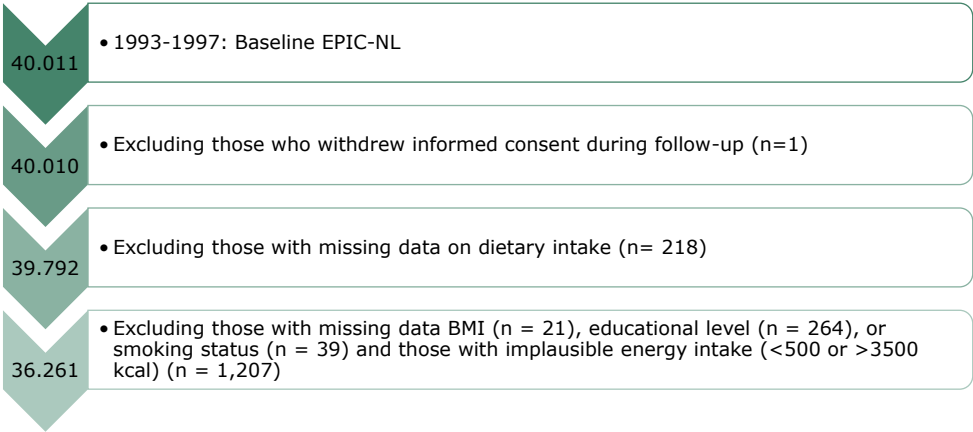 40.011
• 1993-1997: Baseline EPIC-NL
40.010
• Excluding those who withdrew informed consent during follow-up (n=1)
39.792
• Excluding those with missing data on dietary intake (n= 218)
36.261
• Excluding those with missing data BMI (n = 21), educational level (n = 264), or
smoking status (n = 39) and those with implausible energy intake (<500 or >3500
kcal) (n = 1,207)